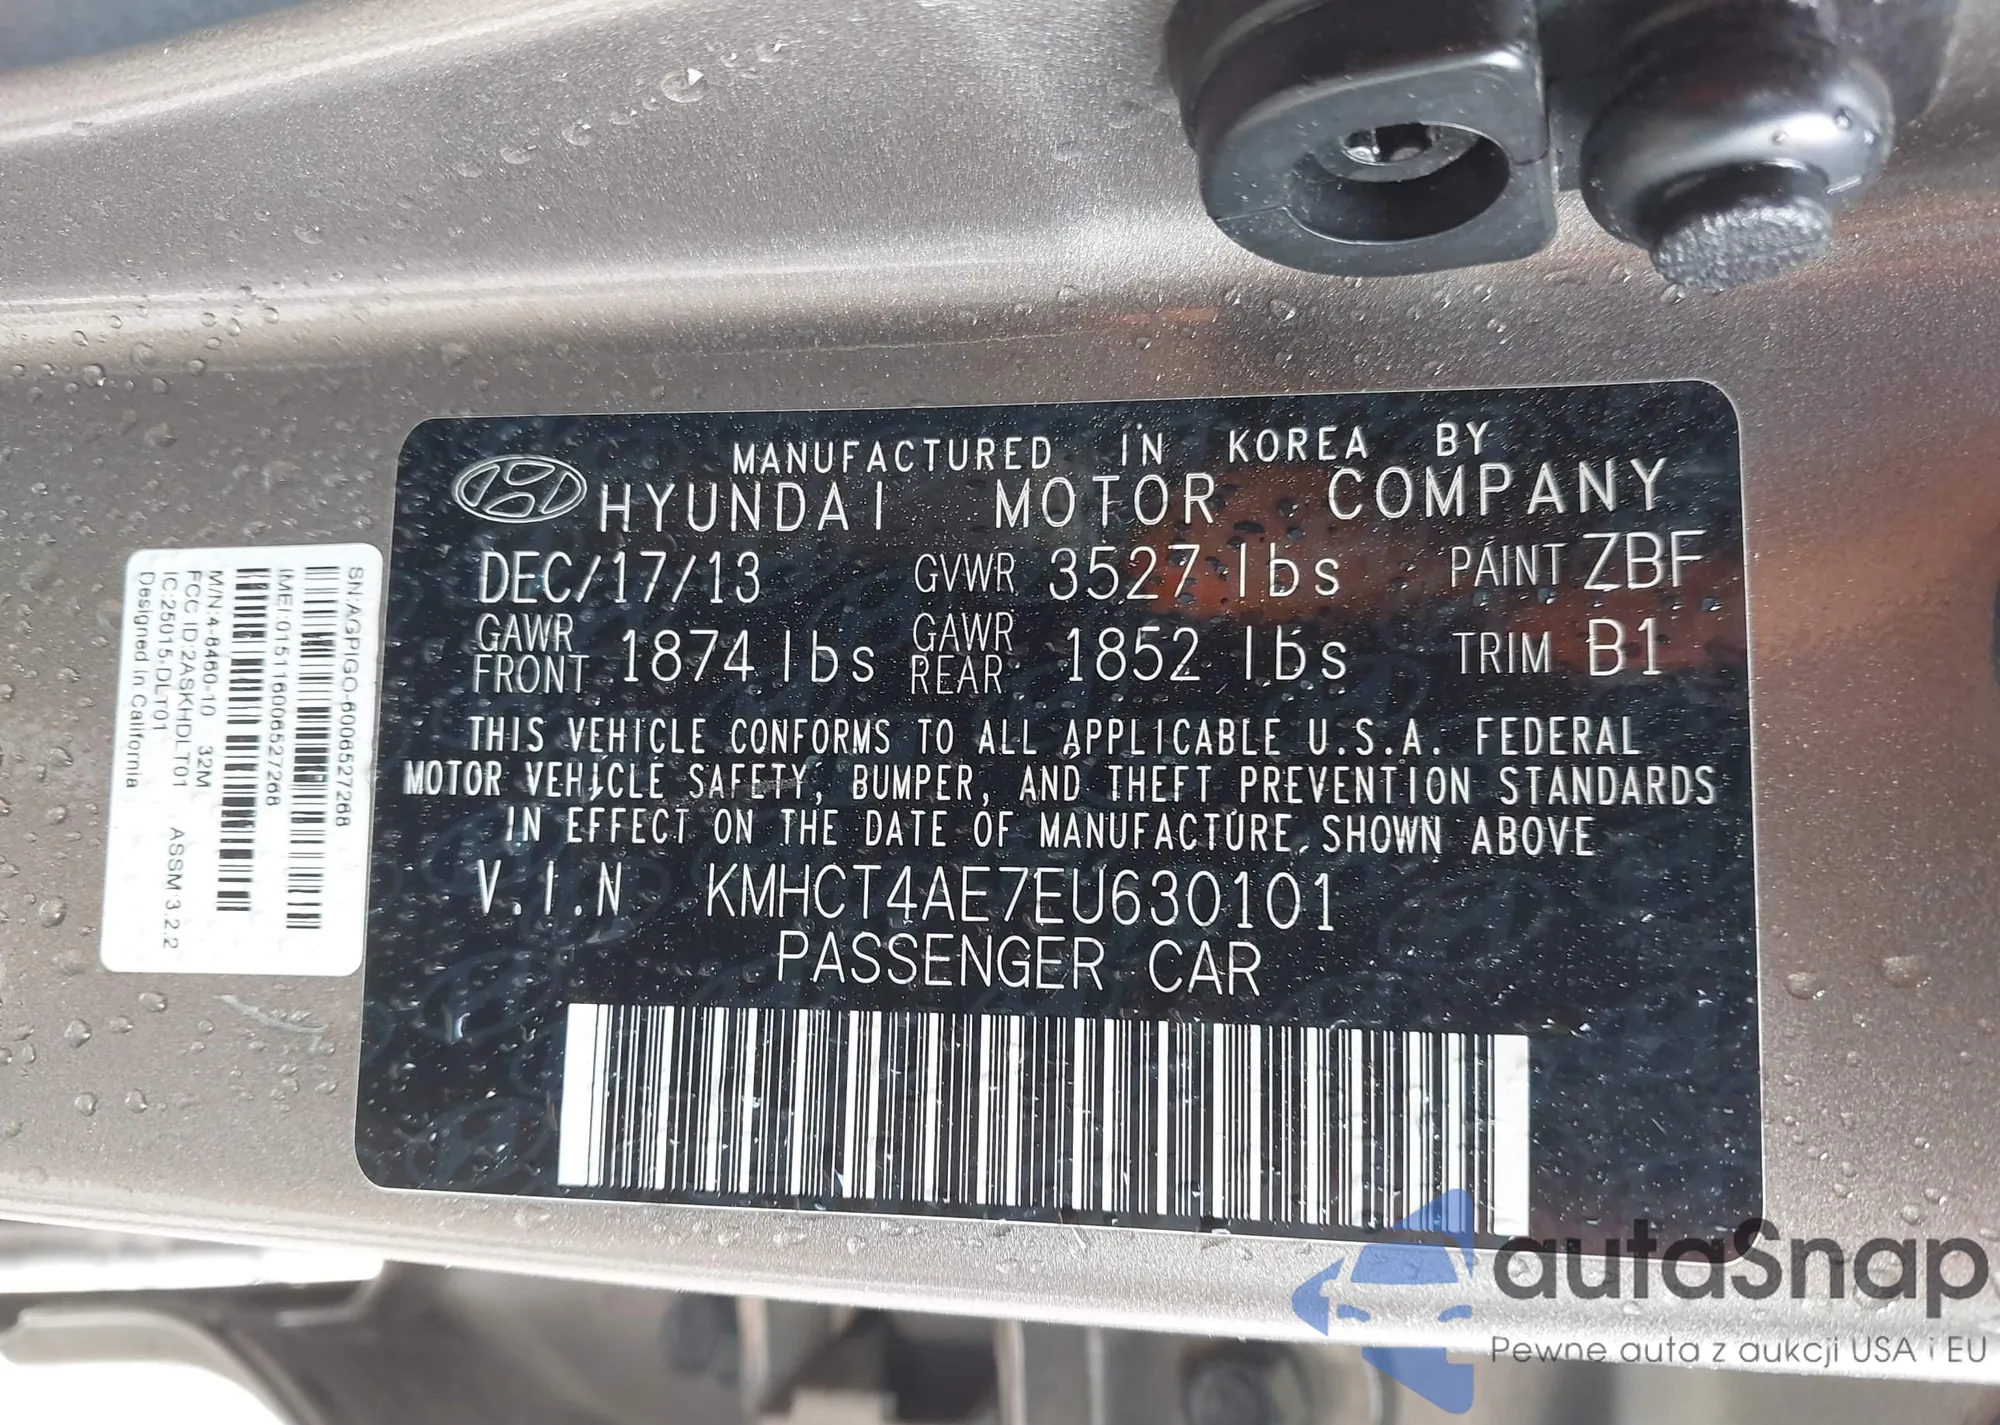 MANUFACTURED IN KOREA BY
HYUNDAI MOTOR COMPANY
DEC/17/13 GVWR 3527 lbs PAINT ZBF
GAWR FRONT 1874 lbs GAWR REAR 1852 lbs TRIM B1
THIS VEHICLE CONFORMS TO ALL APPLICABLE U.S.A. FEDERAL
MOTOR VEHICLE SAFETY, BUMPER, AND THEFT PREVENTION STANDARDS
IN EFFECT ON THE DATE OF MANUFACTURE SHOWN ABOVE
V.I.N KMHCT4AE7EU630101
PASSENGER CAR
SN:AGPIGO-6006527268
IMEI:015116006527268
M/N:4-8460-10 32M
FCC ID:2ASKHDLT01
IC:25015-DLT01 ASSM 3.2.2
Designed in California
autaSnap
Pewne auta z aukcji USA i EU